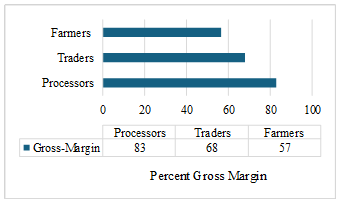 Farmers
Traders
Processors
0 20 40 60 80 100
Processors Traders Farmers
Gross-Margin 83 68 57
Percent Gross Margin